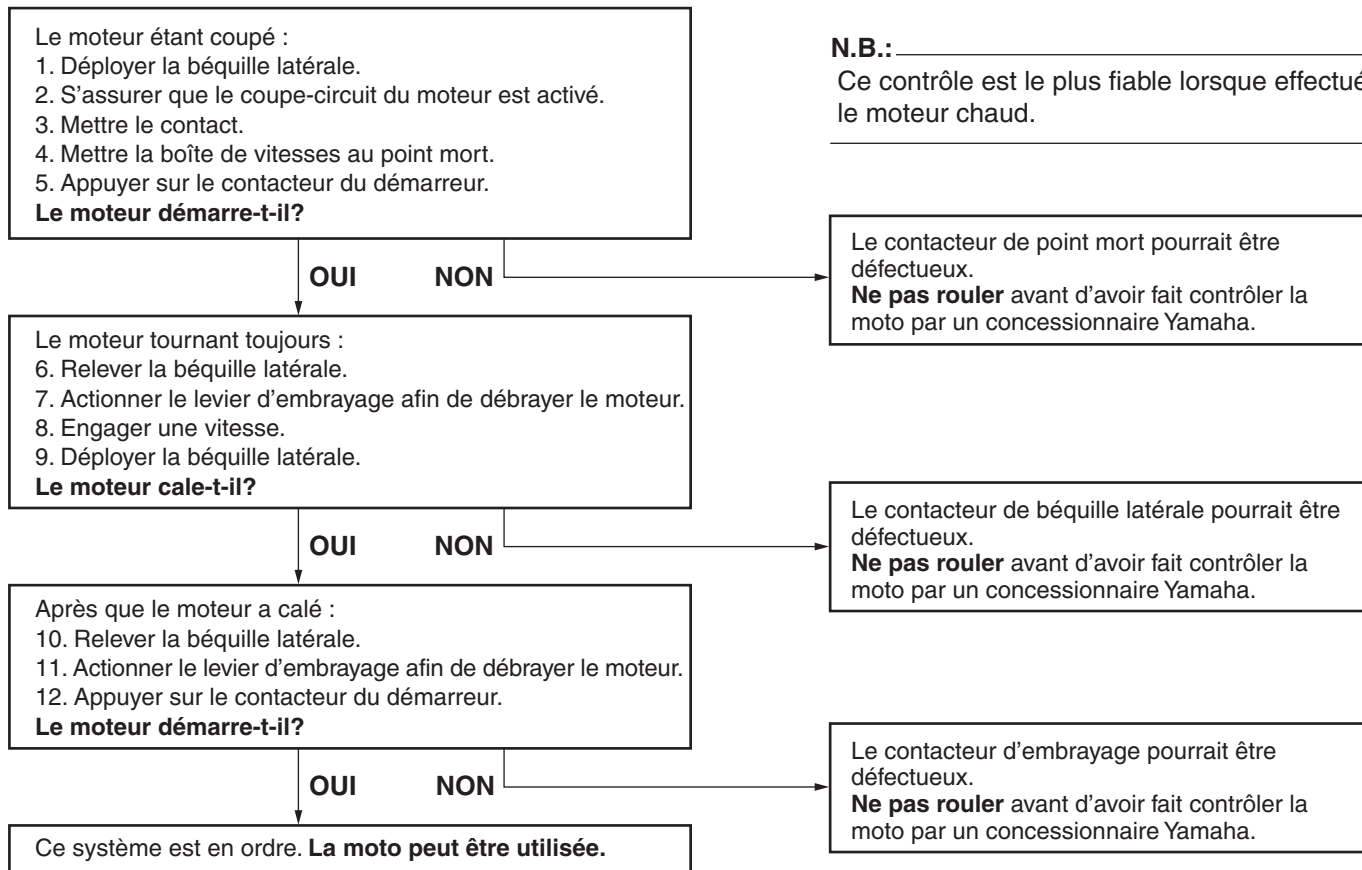 Le moteur étant coupé :
1. Déployer la béquille latérale.
2. S'assurer que le coupe-circuit du moteur est activé.
3. Mettre le contact.
4. Mettre la boîte de vitesses au point mort.
5. Appuyer sur le contacteur du démarreur.
Le moteur démarre-t-il?
N.B.:
Ce contrôle est le plus fiable lorsque effectué
le moteur chaud.
OUI NON
Le contacteur de point mort pourrait être
défectueux.
Ne pas rouler avant d'avoir fait contrôler la
moto par un concessionnaire Yamaha.
Le moteur tournant toujours :
6. Relever la béquille latérale.
7. Actionner le levier d'embrayage afin de débrayer le moteur.
8. Engager une vitesse.
9. Déployer la béquille latérale.
Le moteur cale-t-il?
OUI NON
Le contacteur de béquille latérale pourrait être
défectueux.
Ne pas rouler avant d'avoir fait contrôler la
moto par un concessionnaire Yamaha.
Après que le moteur a calé :
10. Relever la béquille latérale.
11. Actionner le levier d'embrayage afin de débrayer le moteur.
12. Appuyer sur le contacteur du démarreur.
Le moteur démarre-t-il?
OUI NON
Le contacteur d'embrayage pourrait être
défectueux.
Ne pas rouler avant d'avoir fait contrôler la
moto par un concessionnaire Yamaha.
Ce système est en ordre. La moto peut être utilisée.